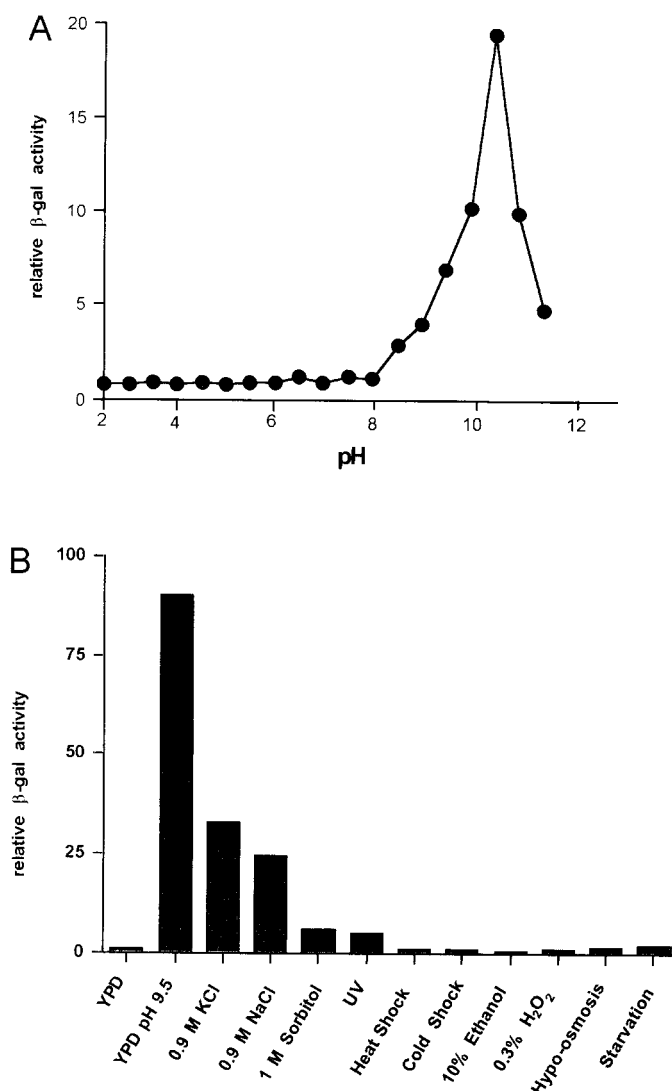 A
relative β-gal activity
20
15
10
5
0
2 4 6 8 10 12
pH
B
relative β-gal activity
100
75
50
25
0
YPD
YPD pH 9.5
0.9 M KCl
0.9 M NaCl
1 M Sorbitol
UV
Heat Shock
Cold Shock
10% Ethanol
0.3% H₂O₂
Hypo-osmosis
Starvation